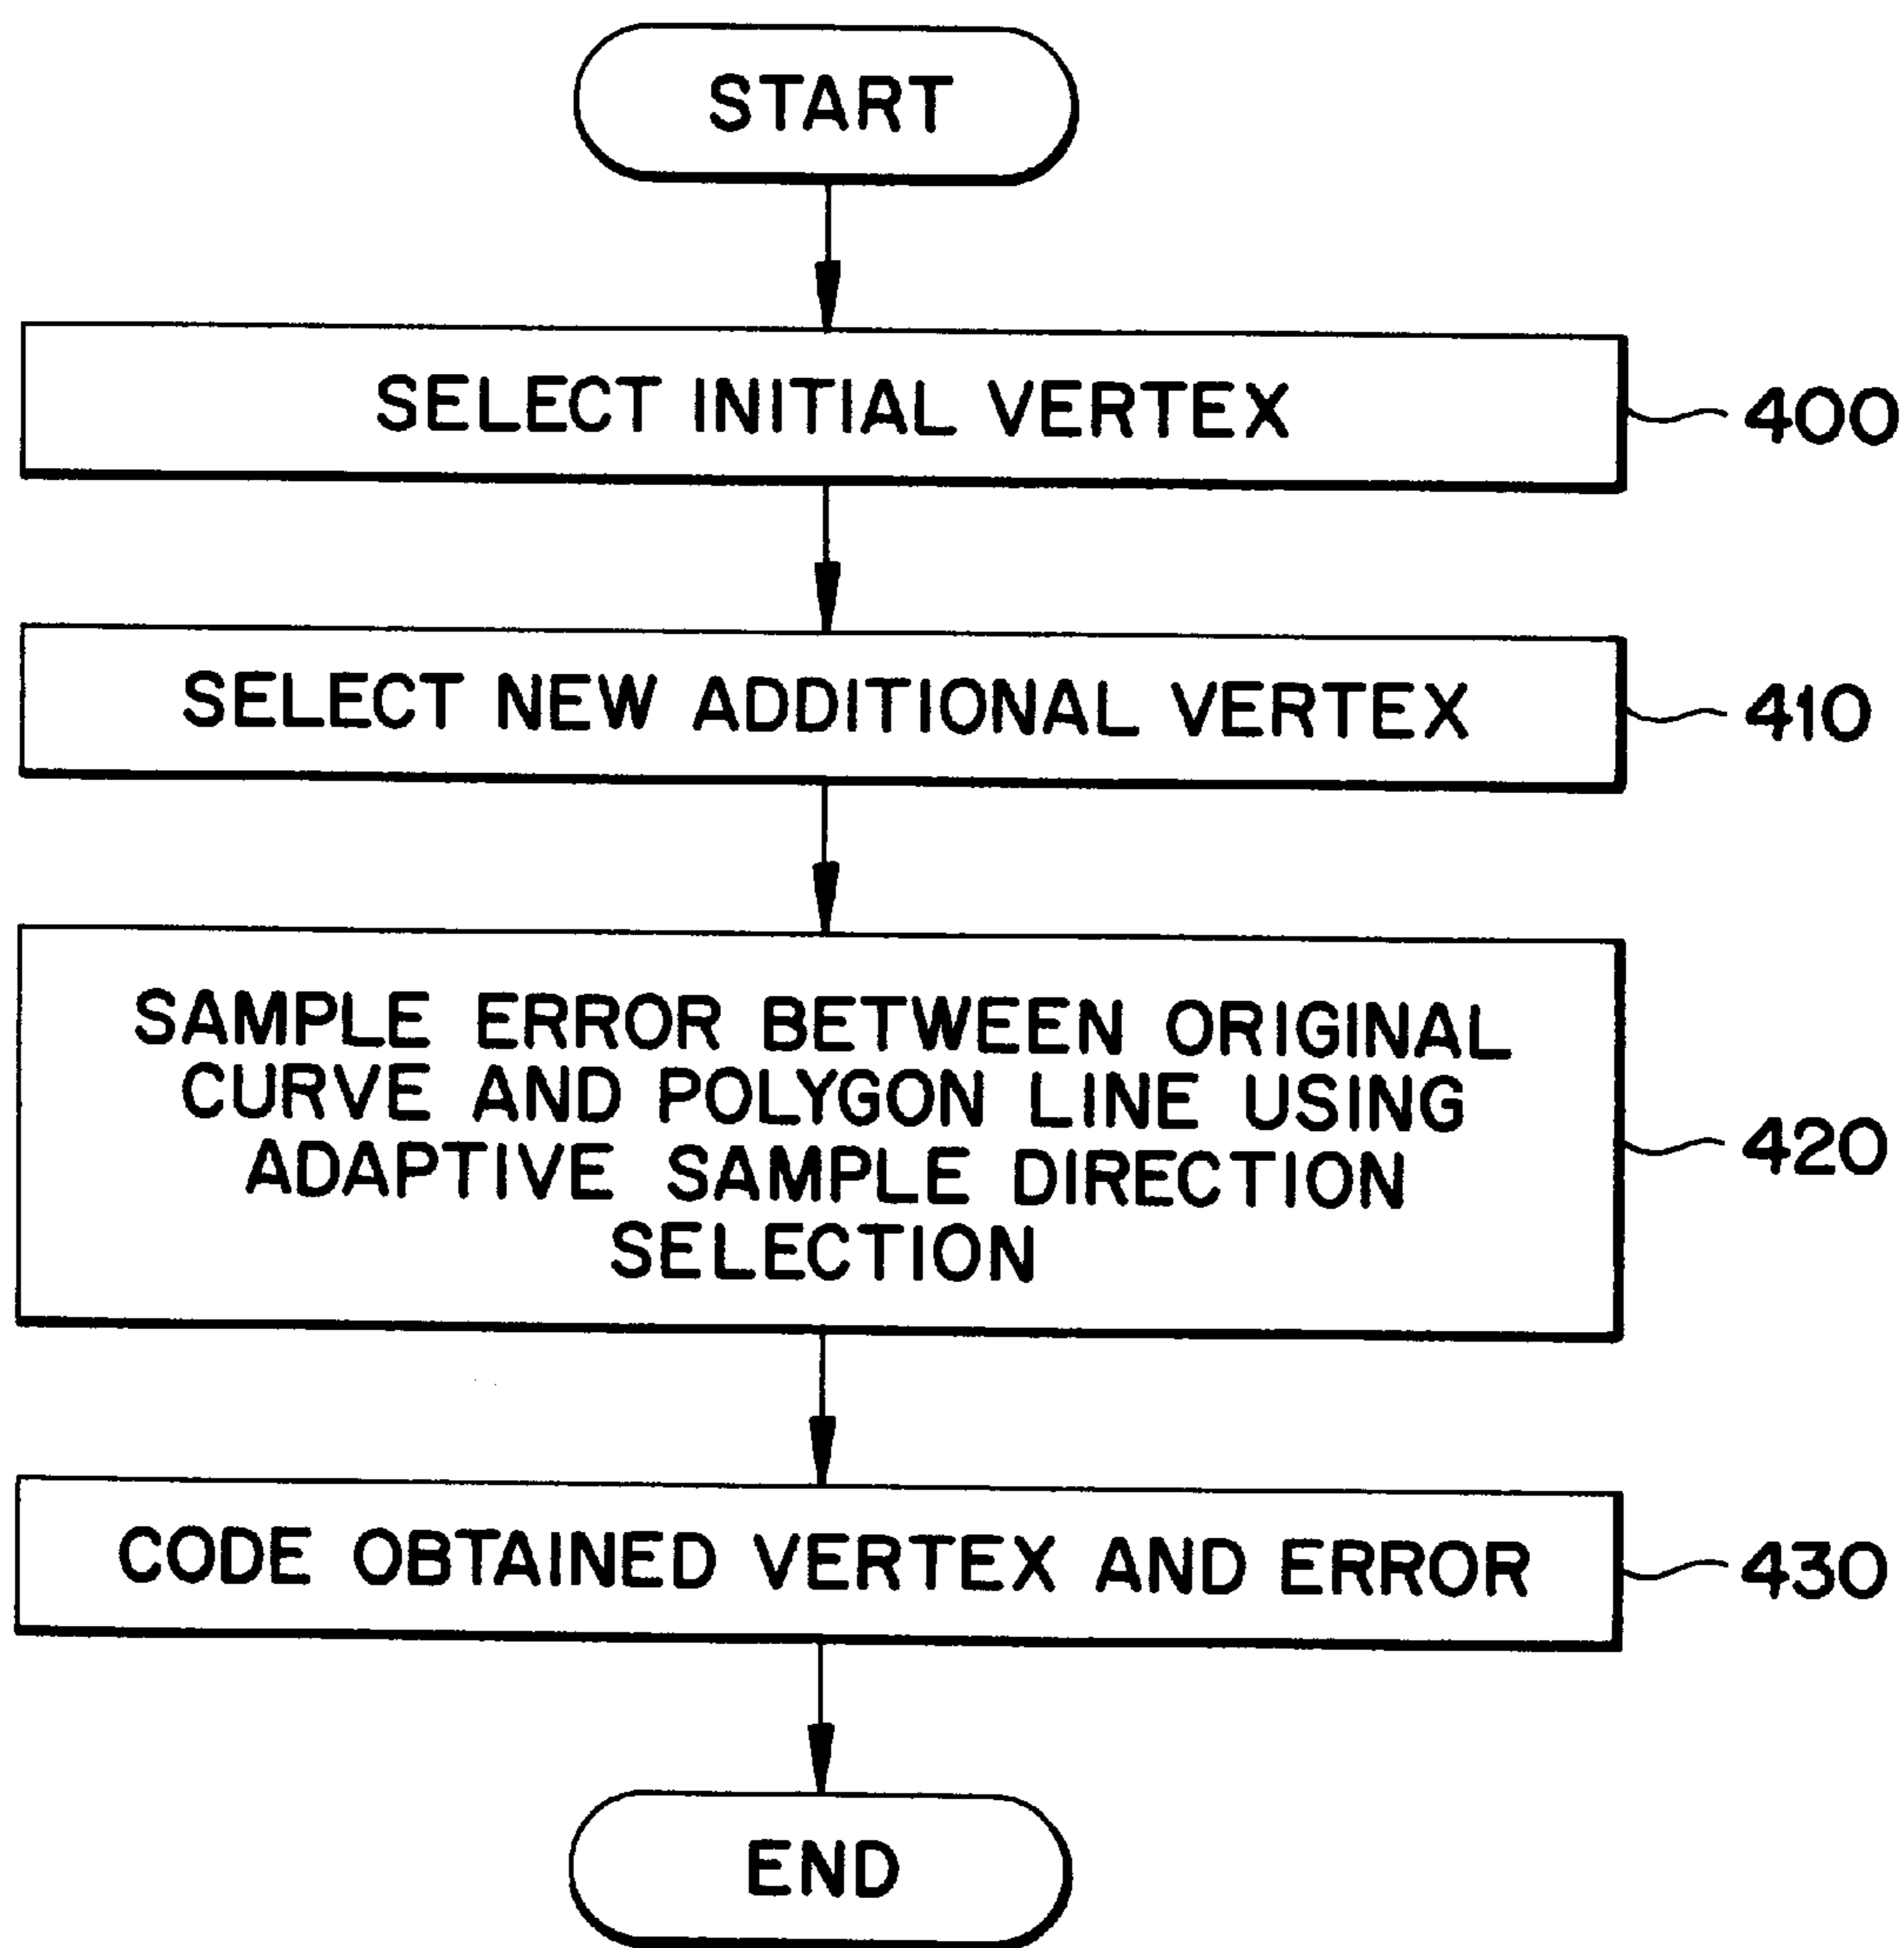 START
SELECT INITIAL VERTEX
400
SELECT NEW ADDITIONAL VERTEX
410
SAMPLE ERROR BETWEEN ORIGINAL
CURVE AND POLYGON LINE USING
ADAPTIVE SAMPLE DIRECTION
SELECTION
420
CODE OBTAINED VERTEX AND ERROR
430
END